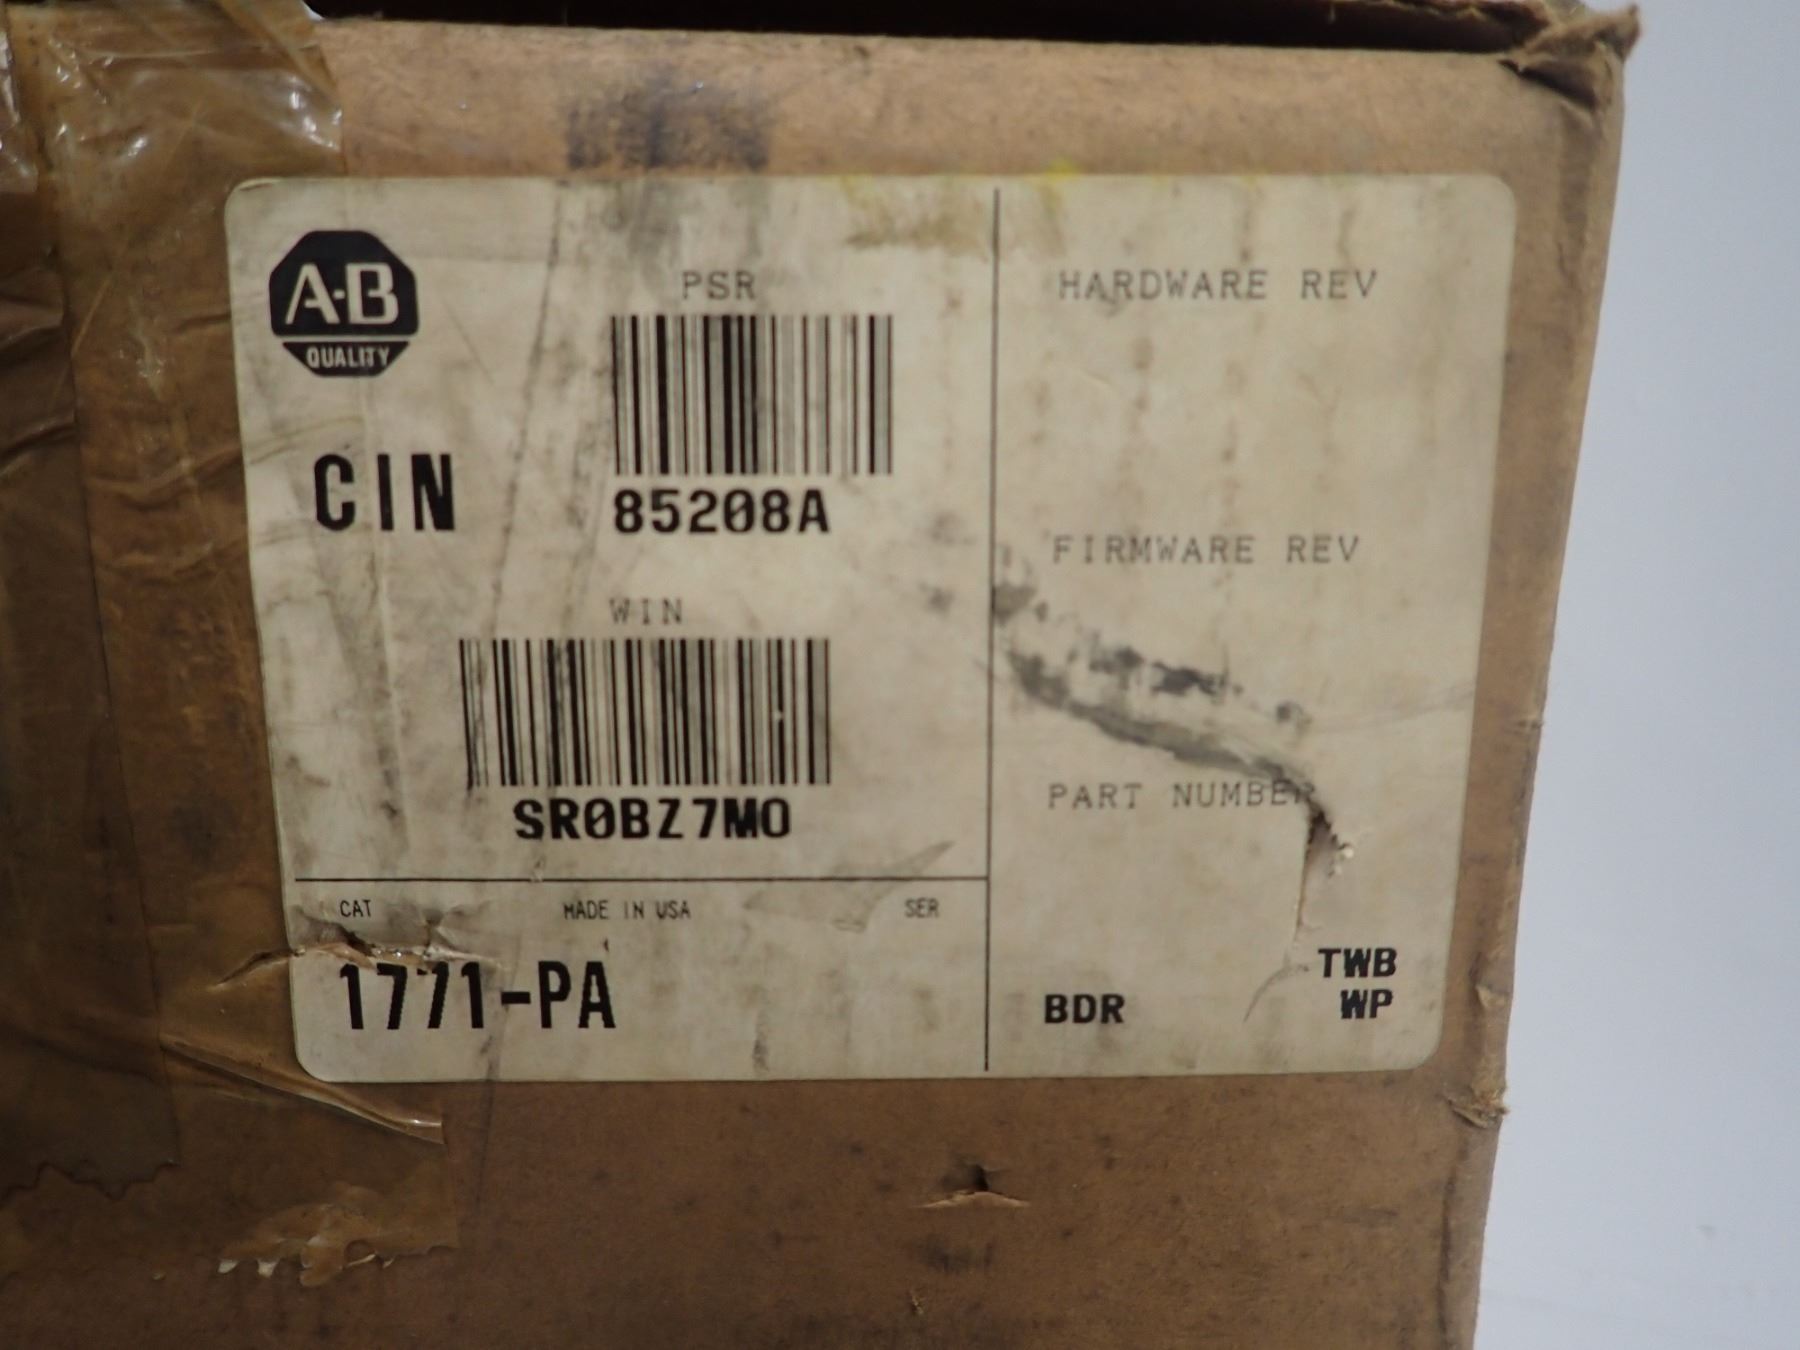 A-B
QUALITY
PSR
CIN
85208A
WIN
SR0BZ7MO
CAT MADE IN USA SER
1771-PA
HARDWARE REV
FIRMWARE REV
PART NUMBER
TWB
BDR WP